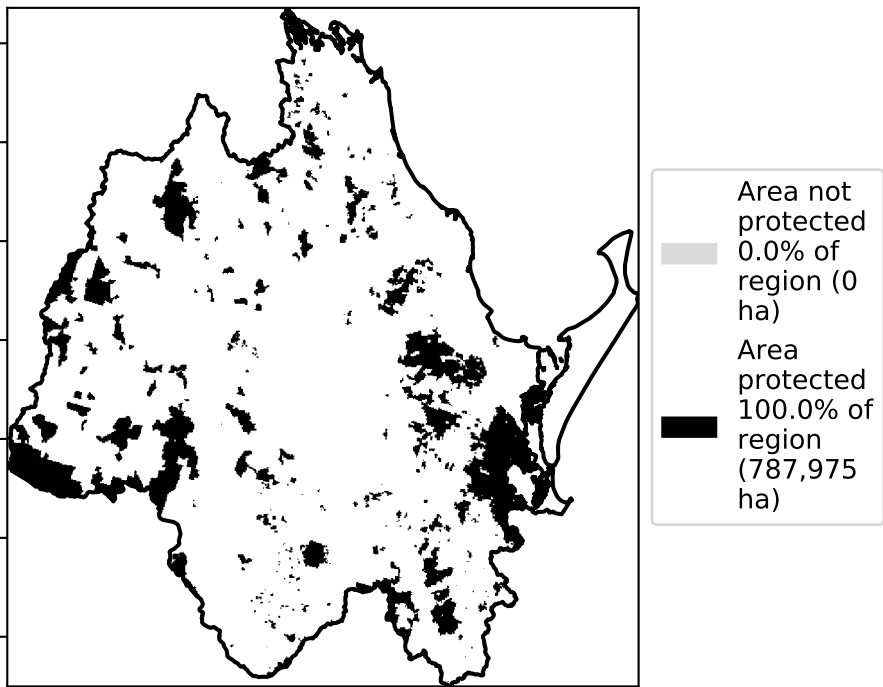 Area not
protected
0.0% of
region (0
ha)
Area
protected
100.0% of
region
(787,975
ha)